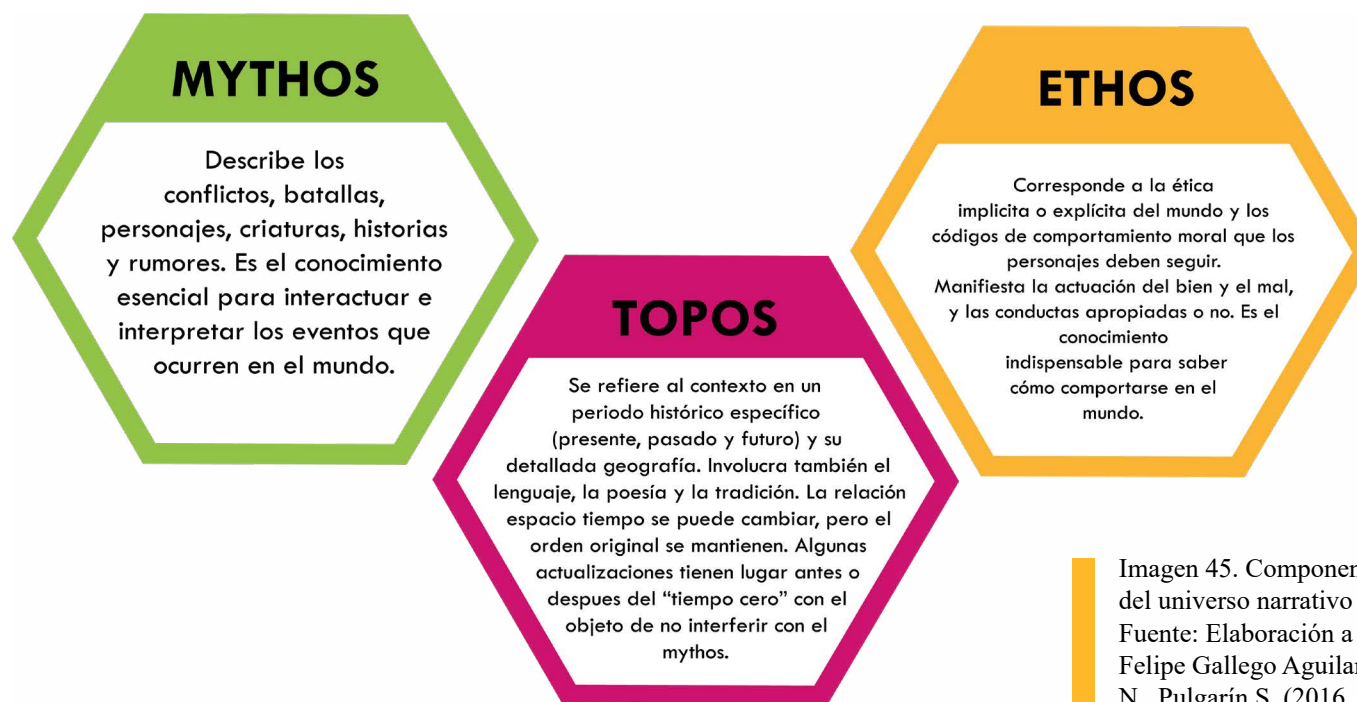 MYTHOS
Describe los
conflictos, batallas,
personajes, criaturas, historias
y rumores. Es el conocimiento
esencial para interactuar e
interpretar los eventos que
ocurren en el mundo.
TOPOS
Se refiere al contexto en un
periodo histórico específico
(presente, pasado y futuro) y su
detallada geografía. Involucra también el
lenguaje, la poesía y la tradición. La relación
espacio tiempo se puede cambiar, pero el
orden original se mantienen. Algunas
actualizaciones tienen lugar antes o
despues del “tiempo cero” con el
objeto de no interferir con el
mythos.
ETHOS
Corresponde a la ética
implicita o explícita del mundo y los
códigos de comportamiento moral que los
personajes deben seguir.
Manifiesta la actuación del bien y el mal,
y las conductas apropiadas o no. Es el
conocimiento
indispensable para saber
cómo comportarse en el
mundo.
Imagen 45. Componen
del universo narrativo
Fuente: Elaboración a
Felipe Gallego Aguilar
N., Pulgarín S. (2016